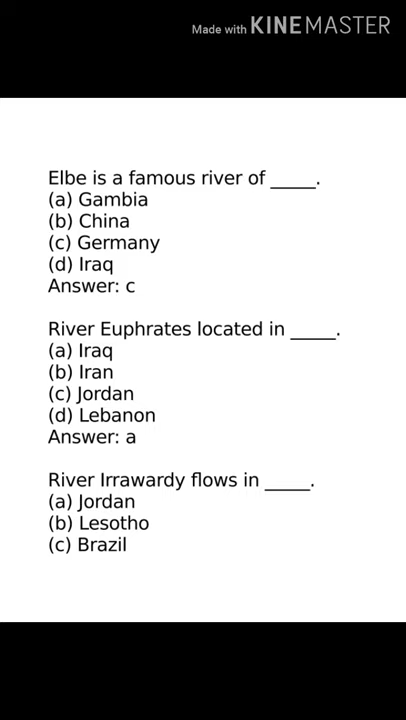 Made with KINEMASTER
Elbe is a famous river of _____.
(a) Gambia
(b) China
(c) Germany
(d) Iraq
Answer: c
River Euphrates located in _____.
(a) Iraq
(b) Iran
(c) Jordan
(d) Lebanon
Answer: a
River Irrawardy flows in _____.
(a) Jordan
(b) Lesotho
(c) Brazil